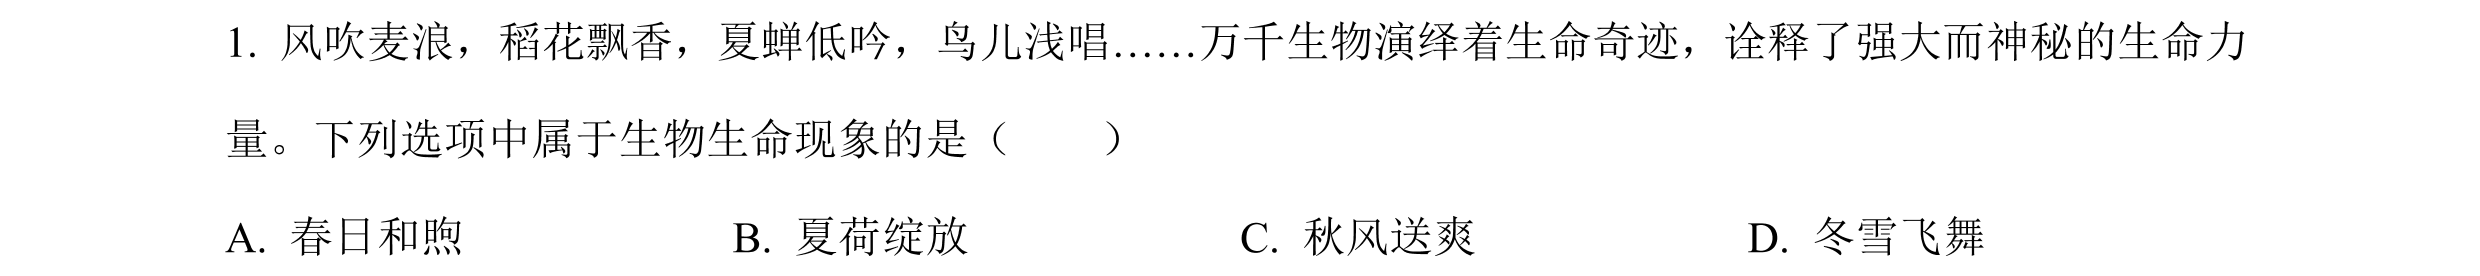 1. 风吹麦浪，稻花飘香，夏蝉低吟，鸟儿浅唱……万千生物演绎着生命奇迹，诠释了强大而神秘的生命力
量。下列选项中属于生物生命现象的是（　　）
A. 春日和煦 B. 夏荷绽放 C. 秋风送爽 D. 冬雪飞舞